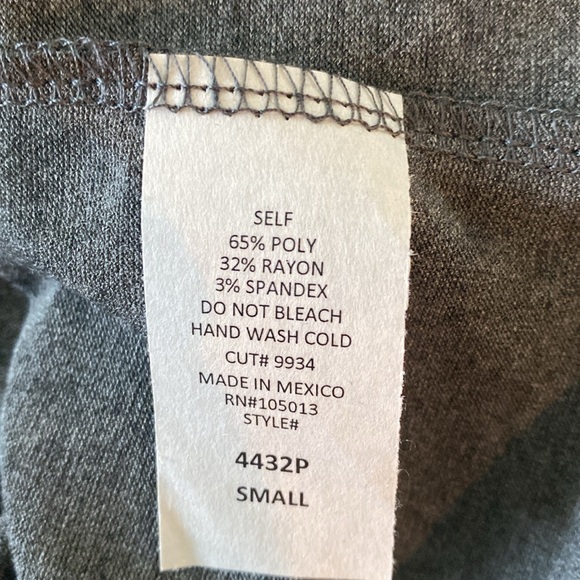 SELF
65% POLY
32% RAYON
3% SPANDEX
DO NOT BLEACH
HAND WASH COLD
CUT# 9934
MADE IN MEXICO
RN#105013
STYLE#
4432P
SMALL